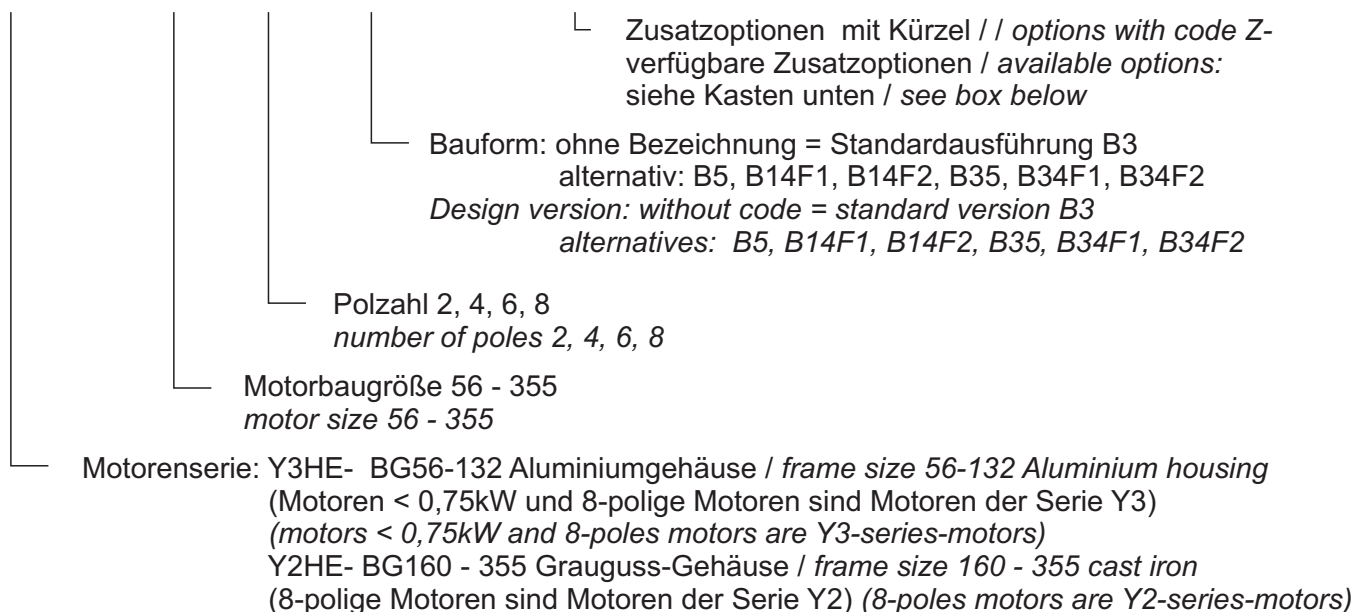 Zusatzoptionen mit Kürzel / / options with code Z-
verfügbare Zusatzoptionen / available options:
siehe Kasten unten / see box below
Bauform: ohne Bezeichnung = Standardausführung B3
alternativ: B5, B14F1, B14F2, B35, B34F1, B34F2
Design version: without code = standard version B3
alternatives: B5, B14F1, B14F2, B35, B34F1, B34F2
Polzahl 2, 4, 6, 8
number of poles 2, 4, 6, 8
Motorbaugröße 56 - 355
motor size 56 - 355
Motorenserie: Y3HE- BG56-132 Aluminiumgehäuse / frame size 56-132 Aluminium housing
(Motoren < 0,75kW und 8-polige Motoren sind Motoren der Serie Y3)
(motors < 0,75kW and 8-poles motors are Y3-series-motors)
Y2HE- BG160 - 355 Grauguss-Gehäuse / frame size 160 - 355 cast iron
(8-polige Motoren sind Motoren der Serie Y2) (8-poles motors are Y2-series-motors)